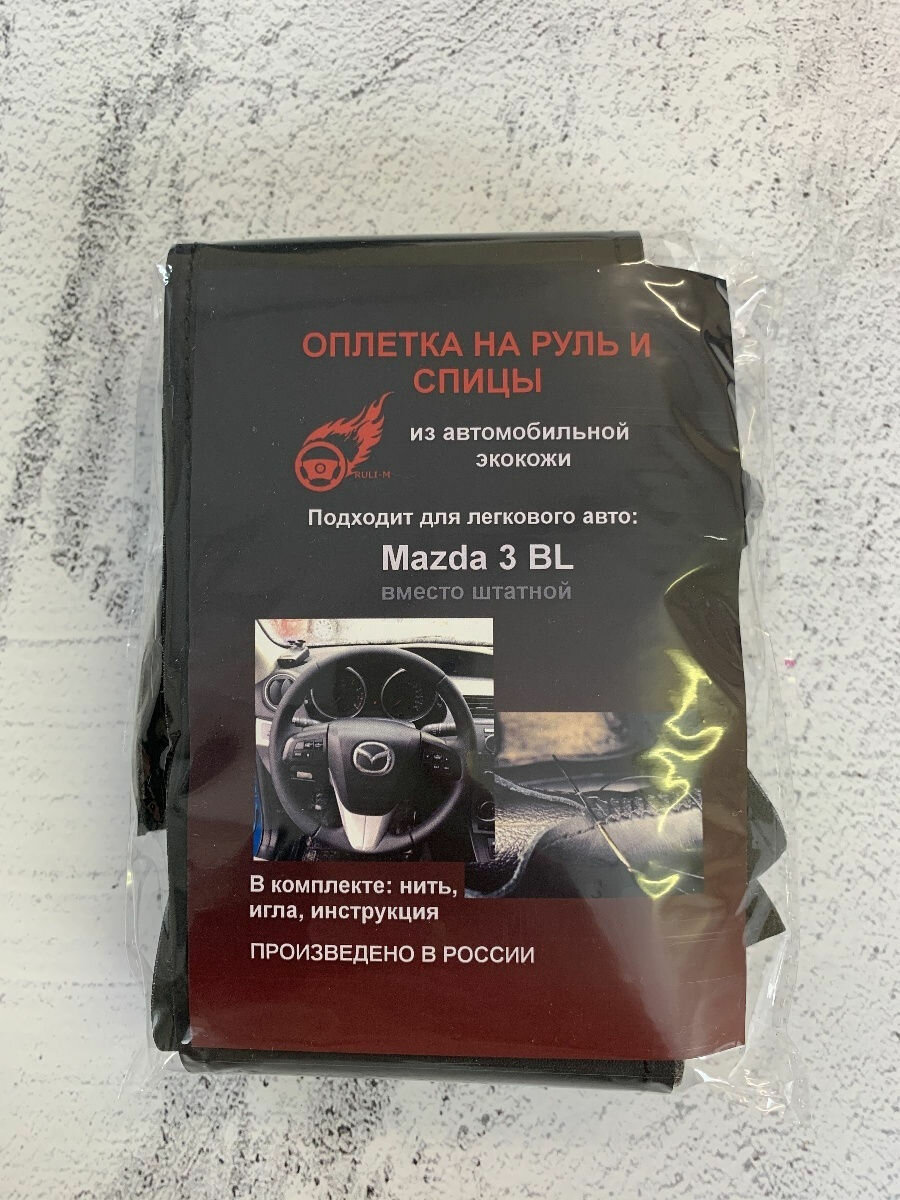 ОПЛЕТКА НА РУЛЬ И
СПИЦЫ
RULI-M
из автомобильной
экокожи
Подходит для легкового авто:
Mazda 3 BL
вместо штатной
В комплекте: нить,
игла, инструкция
ПРОИЗВЕДЕНО В РОССИИ